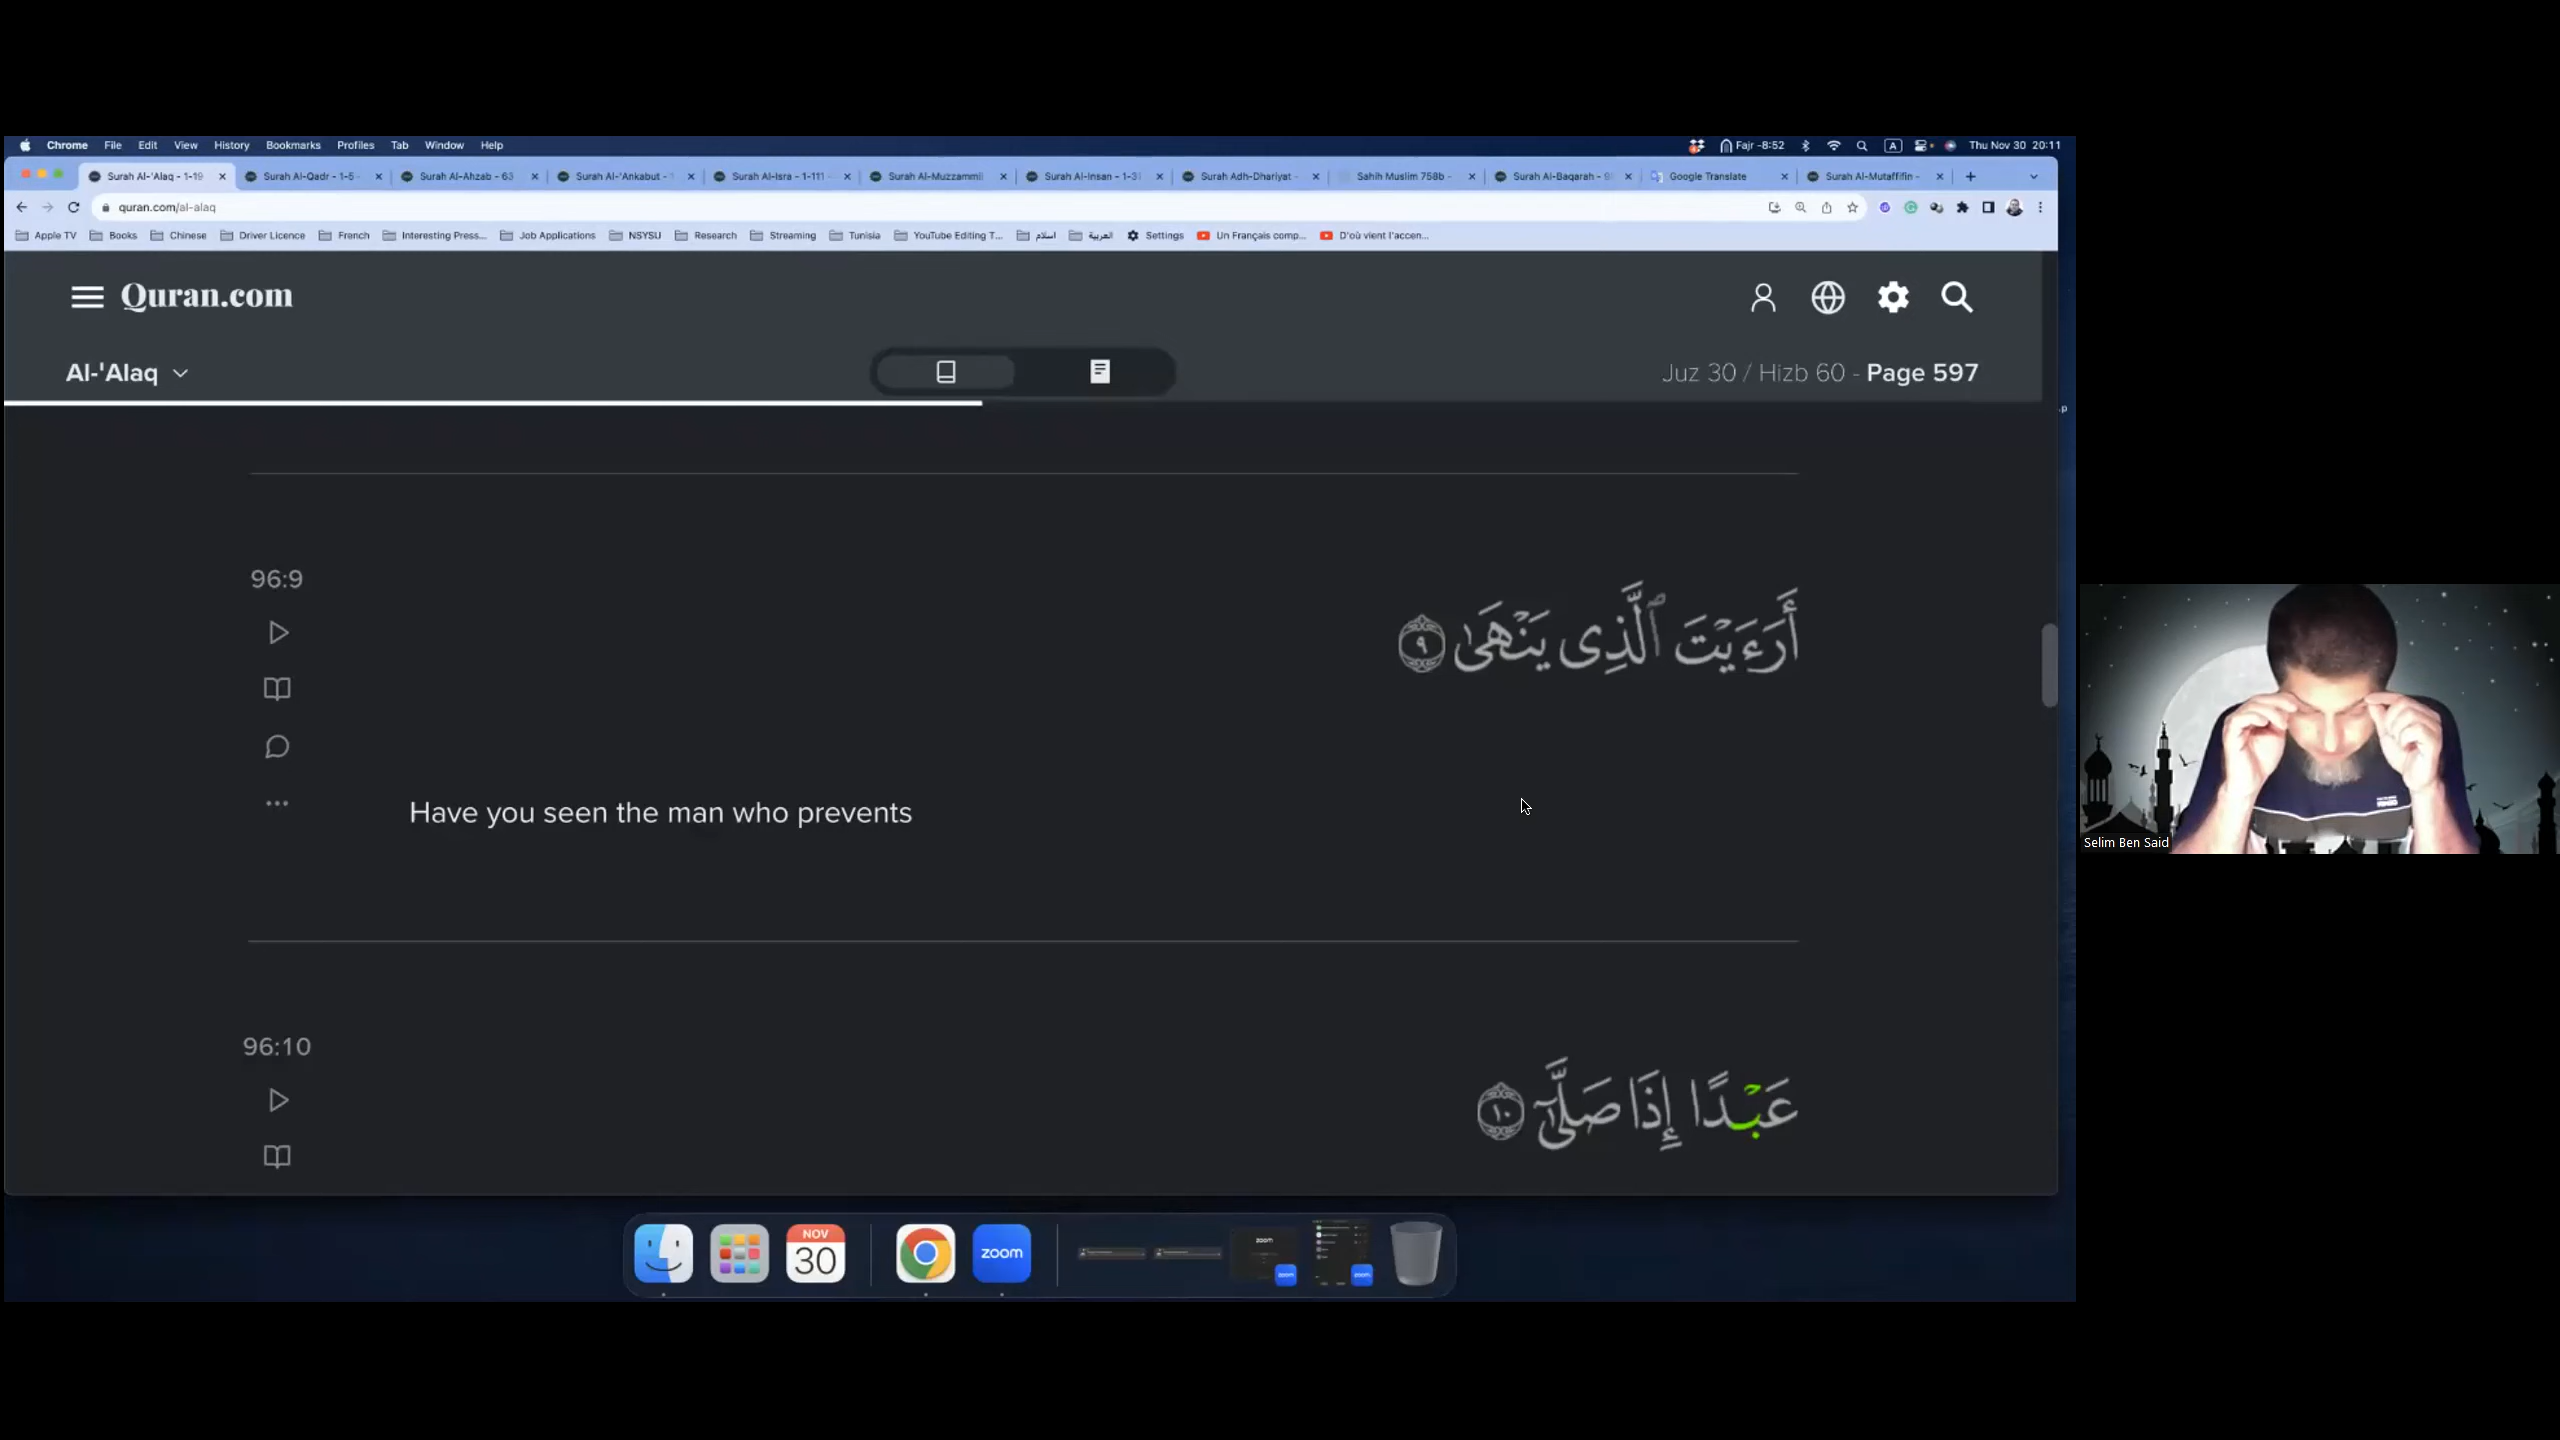 Chrome File Edit View History Bookmarks Profiles Tab Window Help
Fajr -8:52 A Thu Nov 30 20:11
Surah Al-'Alaq - 1-19
Surah Al-Qadr - 1-5
Surah Al-Ahzab - 63
Surah Al-'Ankabut -
Surah Al-Isra - 1-111
Surah Al-Muzzammil
Surah Al-Insan - 1-31
Surah Adh-Dhariyat -
Sahih Muslim 758b -
Surah Al-Baqarah - 9
Google Translate
Surah Al-Mutaffifin -
quran.com/al-alaq
Apple TV Books Chinese Driver Licence French Interesting Press... Job Applications NSYSU Research Streaming Tunisia YouTube Editing T... اسلام العربية Settings Un Français comp... D'où vient l'accen...
Quran.com
Al-'Alaq
Juz 30 / Hizb 60 - Page 597
96:9
أَرَءَيْتَ ٱلَّذِى يَنْهَىٰ ٩
Have you seen the man who prevents
96:10
عَبْدًا إِذَا صَلَّىٰٓ ١٠
Selim Ben Said
NOV
30
zoom
zoom
zoom
zoom